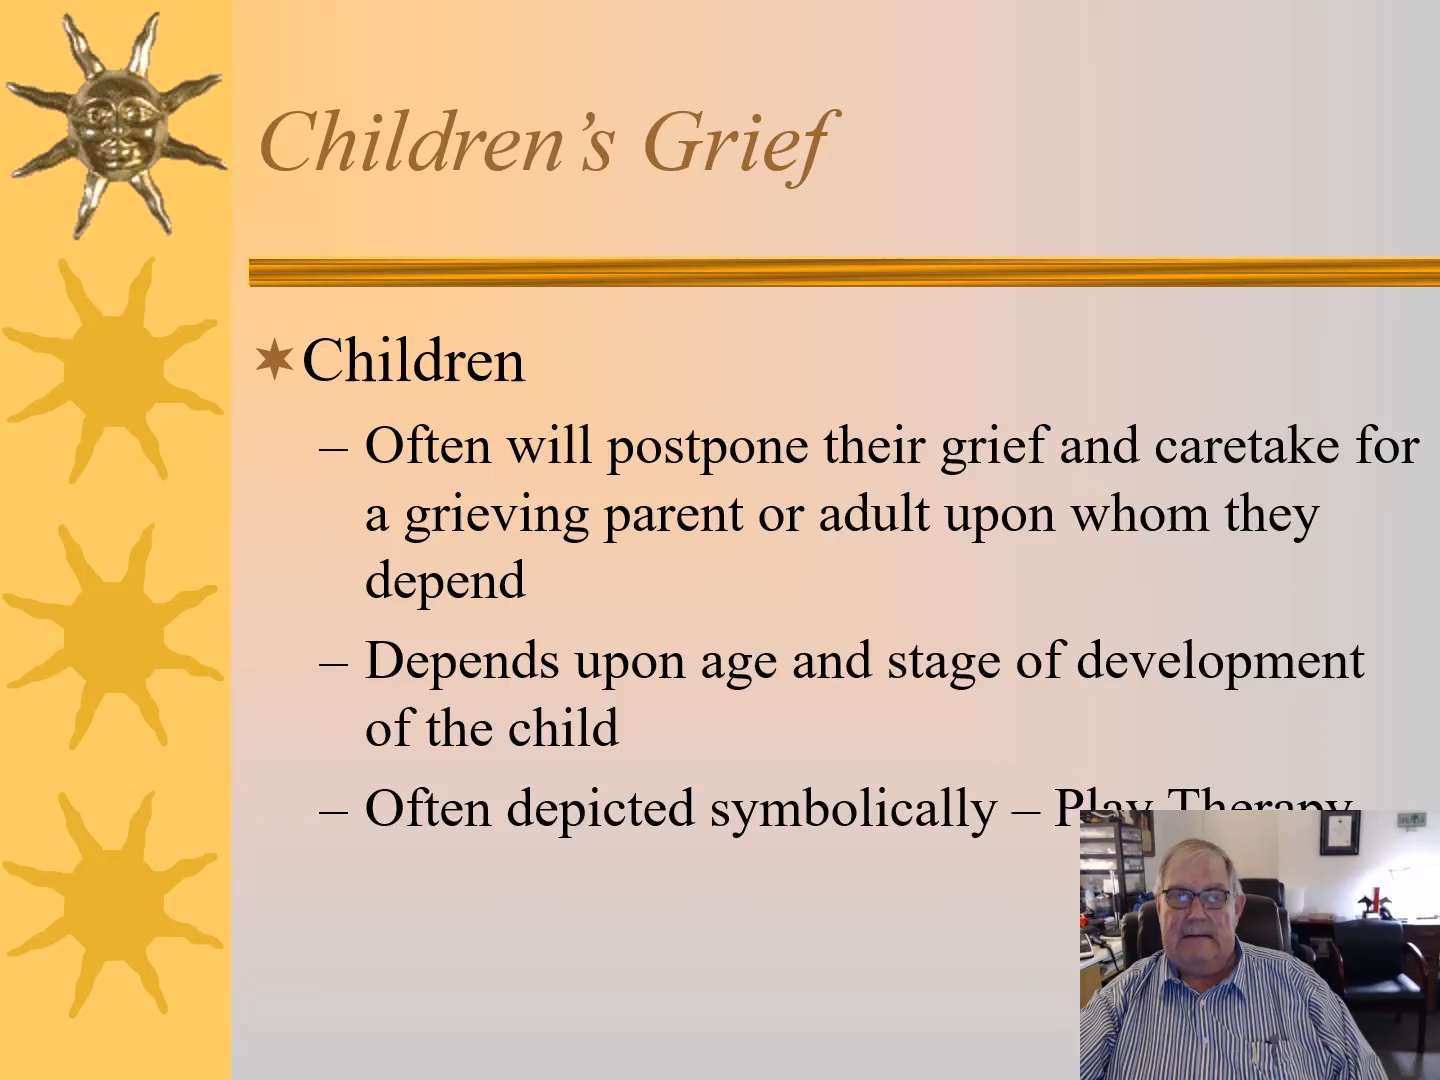 Children’s Grief
Children
– Often will postpone their grief and caretake for
a grieving parent or adult upon whom they
depend
– Depends upon age and stage of development
of the child
– Often depicted symbolically – Play Therapy